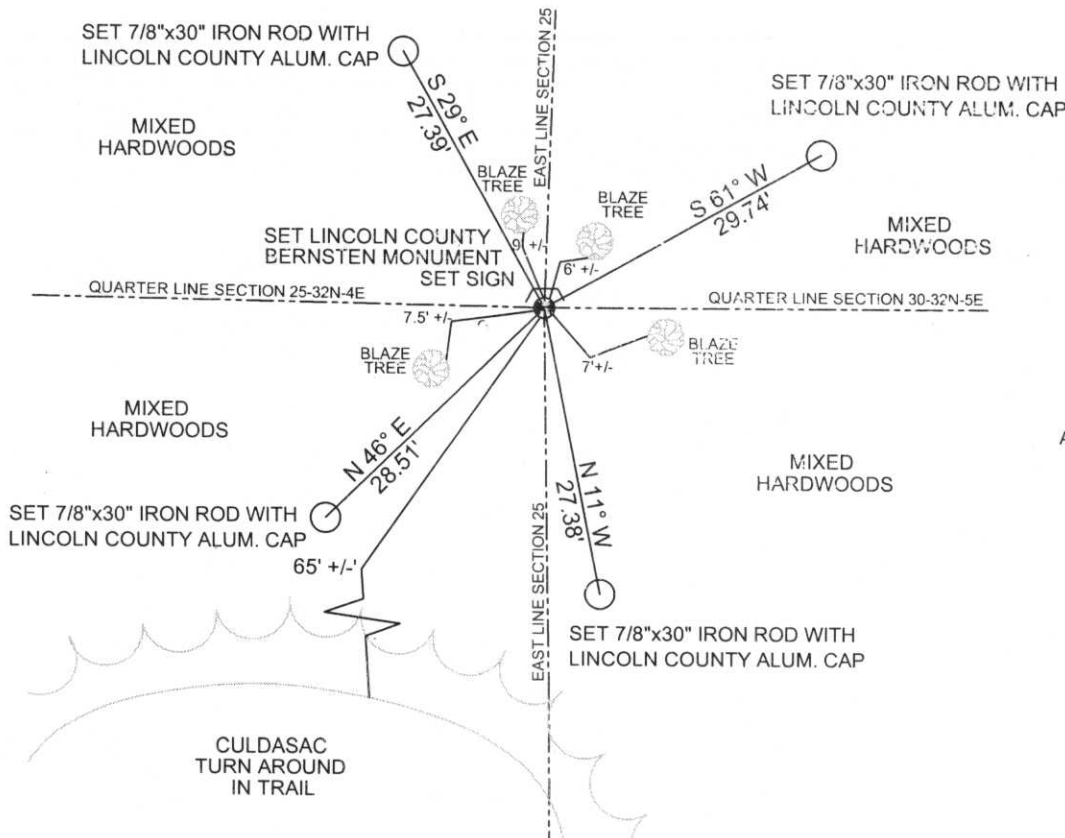 SET 7/8"x30" IRON ROD WITH
LINCOLN COUNTY ALUM. CAP
EAST LINE SECTION 25
S 29° E
27.39'
SET 7/8"x30" IRON ROD WITH
LINCOLN COUNTY ALUM. CAP
MIXED
HARDWOODS
BLAZE
TREE
BLAZE
TREE
S 61° W
29.74'
MIXED
HARDWOODS
SET LINCOLN COUNTY
BERNSTEN MONUMENT
SET SIGN
9' +/-
6' +/-
QUARTER LINE SECTION 25-32N-4E
QUARTER LINE SECTION 30-32N-5E
7.5' +/-
BLAZE
TREE
7'+/-
BLAZE
TREE
MIXED
HARDWOODS
N 46° E
28.51'
N 11° W
27.38'
MIXED
HARDWOODS
A
SET 7/8"x30" IRON ROD WITH
LINCOLN COUNTY ALUM. CAP
65' +/-'
EAST LINE SECTION 25
SET 7/8"x30" IRON ROD WITH
LINCOLN COUNTY ALUM. CAP
CULDASAC
TURN AROUND
IN TRAIL